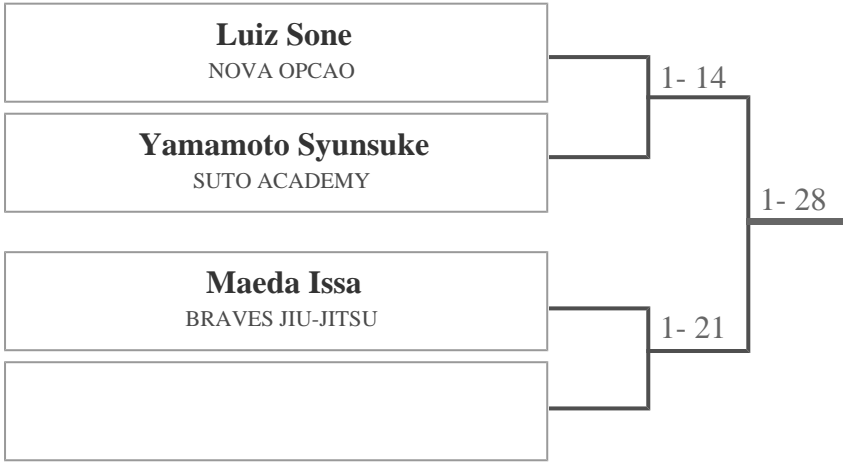 Luiz Sone
NOVA OPCAO
1- 14
Yamamoto Syunsuke
SUTO ACADEMY
1- 28
Maeda Issa
BRAVES JIU-JITSU
1- 21